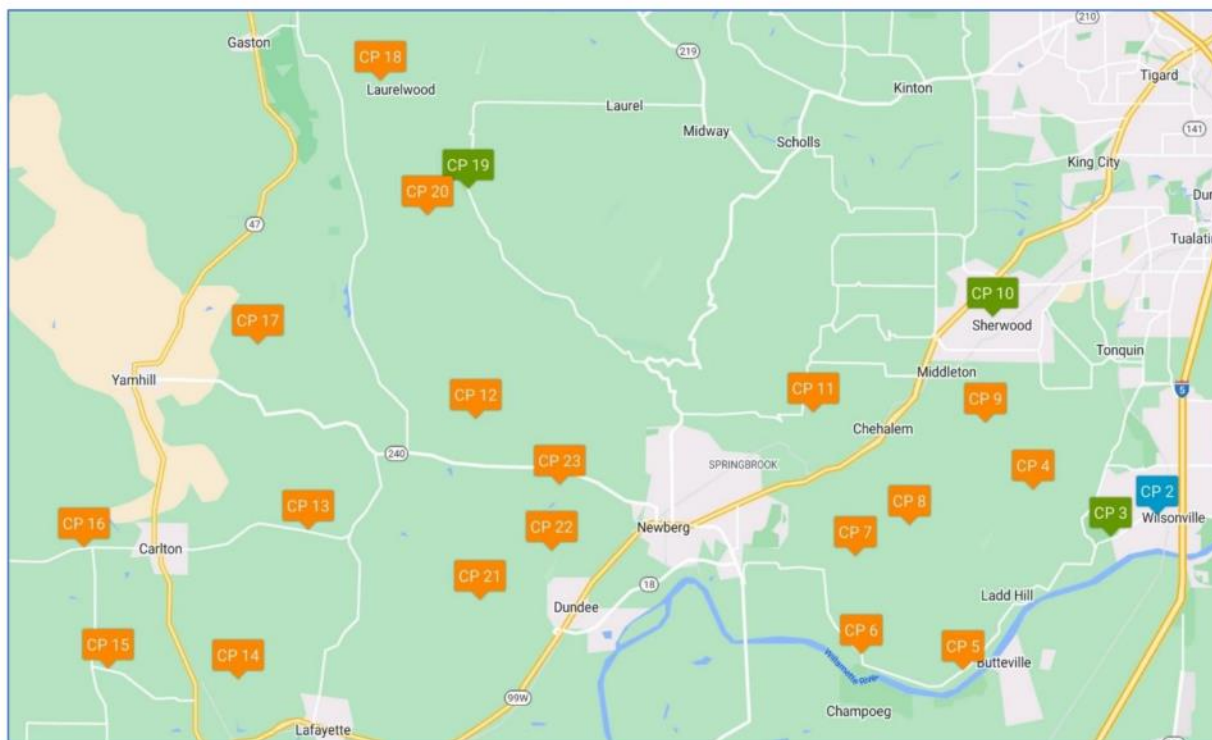 210
Gaston
CP 18
219
Tigard
Laurelwood
Kinton
Laurel
Midway
Scholls
141
King City
CP 19
CP 20
Dur
47
Tualatin
CP 10
CP 17
Sherwood
Tonquin
Yamhill
Middleton
CP 12
CP 11
CP 9
5
Chehalem
240
CP 23
SPRINGBROOK
CP 4
CP 2
CP 16
CP 13
CP 22
Newberg
CP 8
CP 3
Wilsonville
Carlton
CP 7
CP 21
18
Dundee
Ladd Hill
CP 15
CP 14
CP 6
CP 5
Butteville
Willamette River
99W
Champoeg
Lafayette